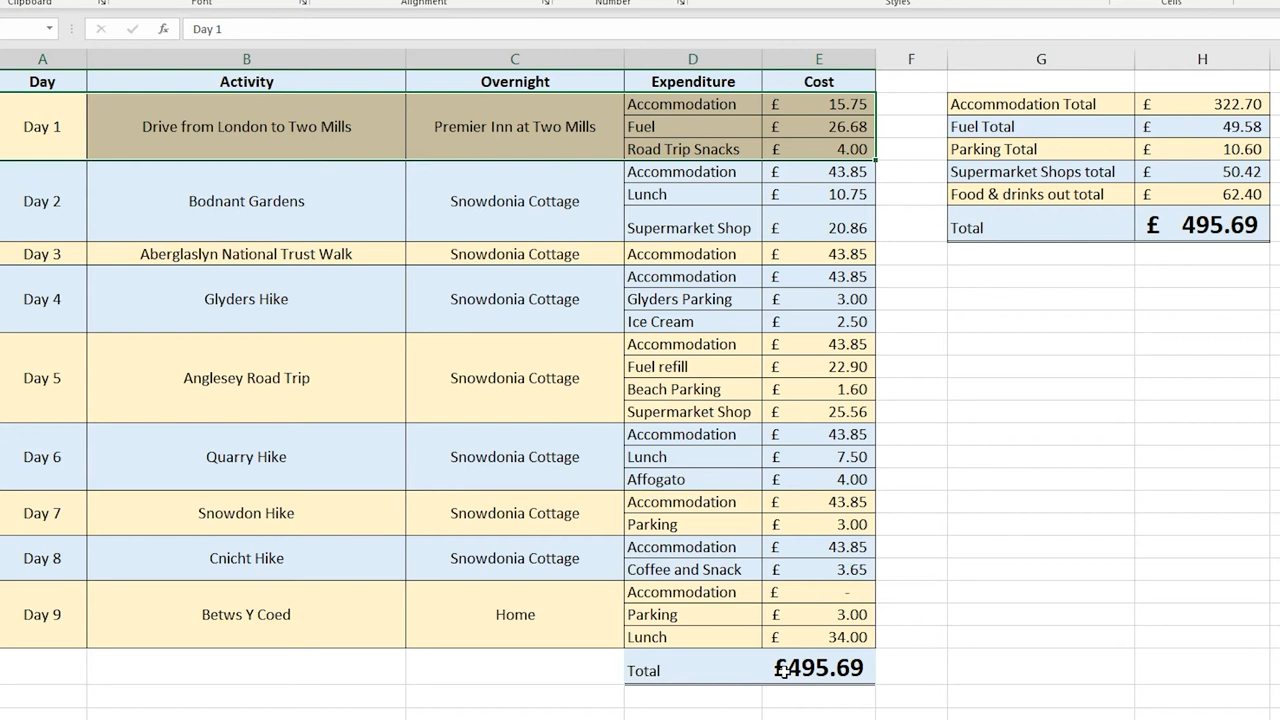 Clipboard Font Alignment Number Styles Cells
fx Day 1
A B C D E F G H
Day Activity Overnight Expenditure Cost
Day 1 Drive from London to Two Mills Premier Inn at Two Mills Accommodation £ 15.75
Fuel £ 26.68
Road Trip Snacks £ 4.00
Day 2 Bodnant Gardens Snowdonia Cottage Accommodation £ 43.85
Lunch £ 10.75
Supermarket Shop £ 20.86
Day 3 Aberglaslyn National Trust Walk Snowdonia Cottage Accommodation £ 43.85
Day 4 Glyders Hike Snowdonia Cottage Accommodation £ 43.85
Glyders Parking £ 3.00
Ice Cream £ 2.50
Day 5 Anglesey Road Trip Snowdonia Cottage Accommodation £ 43.85
Fuel refill £ 22.90
Beach Parking £ 1.60
Supermarket Shop £ 25.56
Day 6 Quarry Hike Snowdonia Cottage Accommodation £ 43.85
Lunch £ 7.50
Affogato £ 4.00
Day 7 Snowdon Hike Snowdonia Cottage Accommodation £ 43.85
Parking £ 3.00
Day 8 Cnicht Hike Snowdonia Cottage Accommodation £ 43.85
Coffee and Snack £ 3.65
Day 9 Betws Y Coed Home Accommodation £ -
Parking £ 3.00
Lunch £ 34.00
Total £495.69
Accommodation Total £ 322.70
Fuel Total £ 49.58
Parking Total £ 10.60
Supermarket Shops total £ 50.42
Food & drinks out total £ 62.40
Total £ 495.69